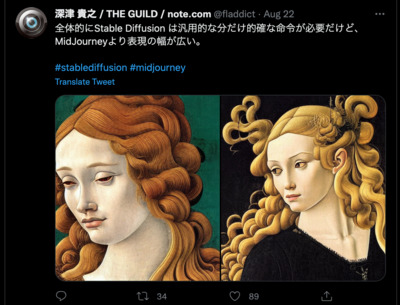 深津 貴之 / THE GUILD / note.com @fladdict · Aug 22
全体的にStable Diffusion は汎用的な分だけ的確な命令が必要だけど、
MidJourneyより表現の幅が広い。
#stablediffusion #midjourney
Translate Tweet
34 89